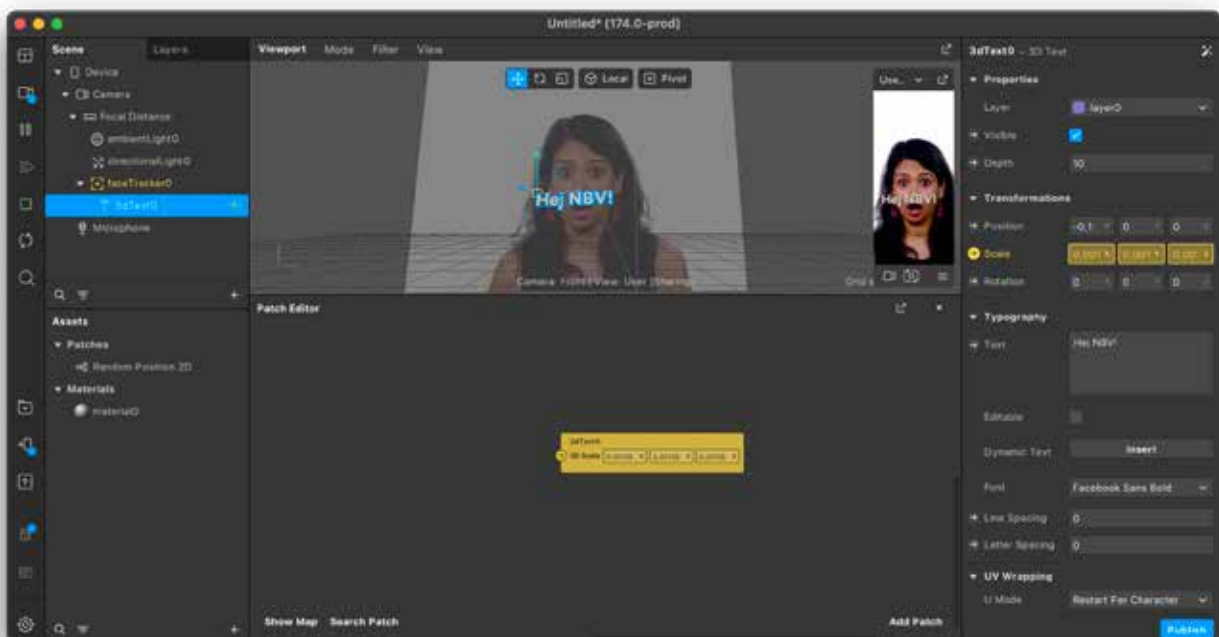 Untitled* (174.0-prod)
Scene
Layers
Device
Camera
Focal Distance
ambientLight0
directionalLight0
faceTracker0
3dText0
Microphone
Assets
Patches
Random Position 2D
Materials
material0
Viewport Mode Filter View
Local
Pivot
Hej NBV!
Use...
Hej NBV!
Patch Editor
3dText0
3D Scale
Show Map Search Patch
Add Patch
3dText0 – 3D Text
Properties
Layer
layer0
Visible
Depth 10
Transformations
Position -0,1 0 0
Scale
Rotation 0 0 0
Typography
Text Hej NBV!
Editable
Dynamic Text Insert
Font Facebook Sans Bold
Line Spacing 0
Letter Spacing 0
UV Wrapping
U Mode Restart Per Character
Publish